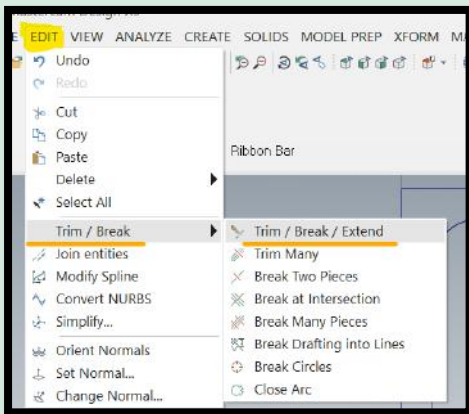 EDIT VIEW ANALYZE CREATE SOLIDS MODEL PREP XFORM
Undo
Redo
Cut
Copy
Paste
Ribbon Bar
Delete
Select All
Trim / Break
Trim / Break / Extend
Join entities
Trim Many
Modify Spline
Break Two Pieces
Convert NURBS
Break at Intersection
Simplify...
Break Many Pieces
Orient Normals
Break Drafting into Lines
Set Normal...
Break Circles
Change Normal...
Close Arc